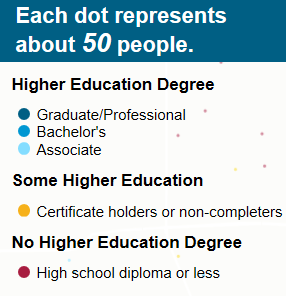 Each dot represents
about 50 people.
Higher Education Degree
Graduate/Professional
Bachelor's
Associate
Some Higher Education
Certificate holders or non-completers
No Higher Education Degree
High school diploma or less